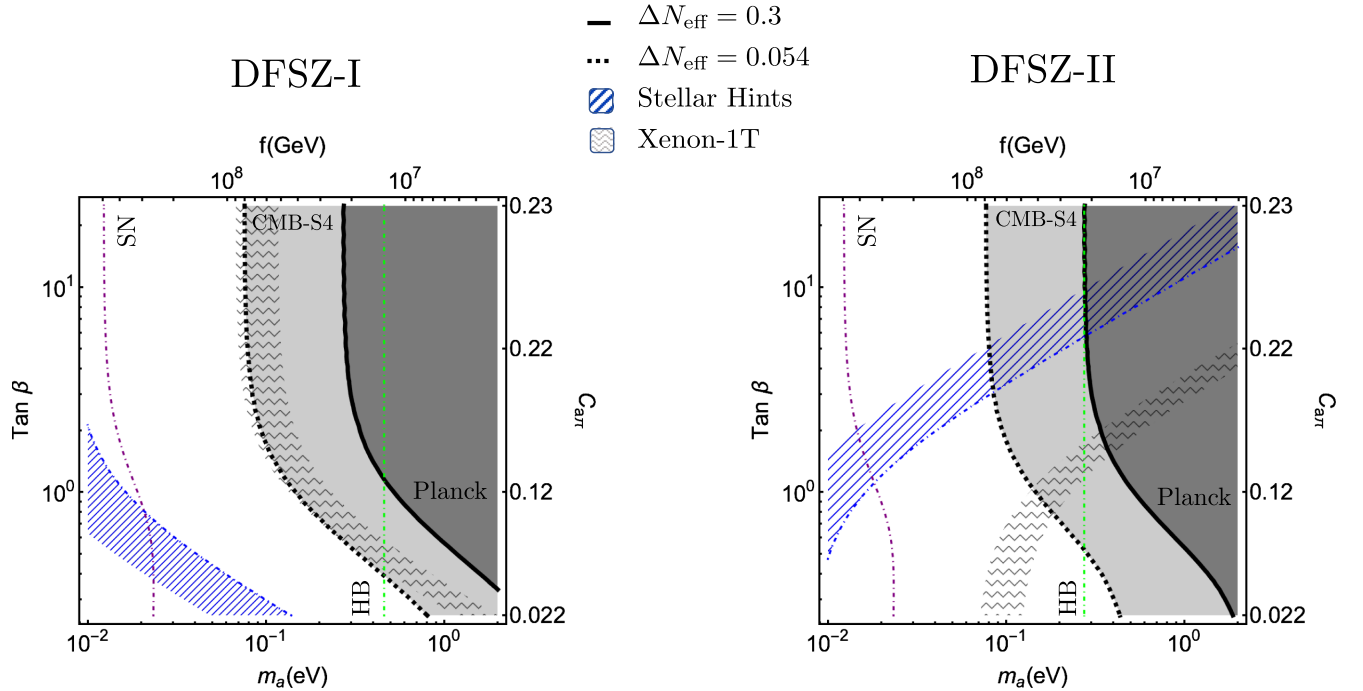 ΔN_eff = 0.3
ΔN_eff = 0.054
Stellar Hints
Xenon-1T
DFSZ-I
f(GeV)
10^8 10^7
SN
CMB-S4
Planck
HB
10^1
10^0
Tan β
0.23
0.22
0.12
0.022
C_aττ
10^-2 10^-1 10^0
m_a(eV)
DFSZ-II
f(GeV)
10^8 10^7
SN
CMB-S4
Planck
HB
10^1
10^0
Tan β
0.23
0.22
0.12
0.022
C_aττ
10^-2 10^-1 10^0
m_a(eV)